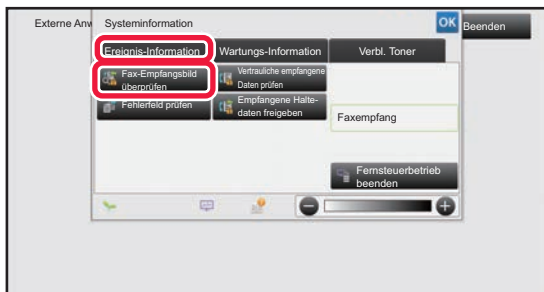 Externe Anw
Systeminformation
OK
Beenden
Ereignis-Information
Wartungs-Information
Verbl. Toner
Fax-Empfangsbild
überprüfen
Vertrauliche empfangene
Daten prüfen
Fehlerfeld prüfen
Empfangene Halte-
daten freigeben
Faxempfang
Fernsteuerbetrieb
beenden